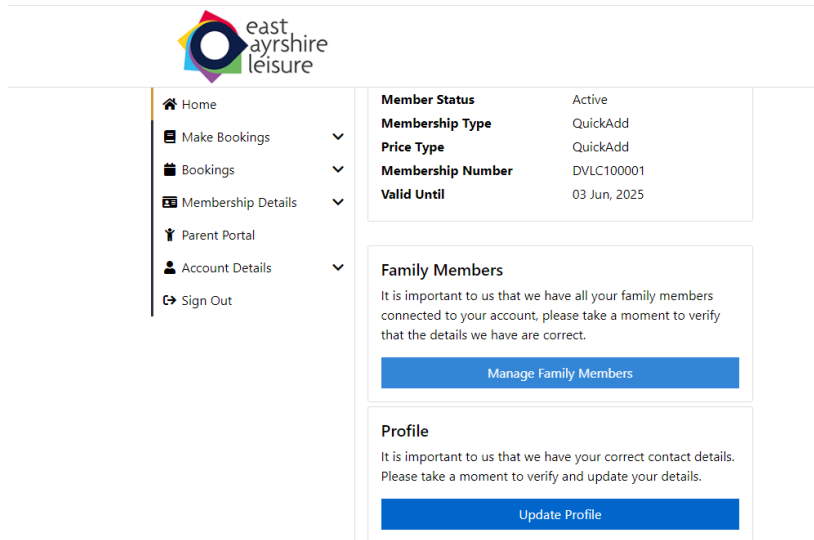 east
ayrshire
leisure
Home
Make Bookings
Bookings
Membership Details
Parent Portal
Account Details
Sign Out
Member Status Active
Membership Type QuickAdd
Price Type QuickAdd
Membership Number DVLC100001
Valid Until 03 Jun, 2025
Family Members
It is important to us that we have all your family members
connected to your account, please take a moment to verify
that the details we have are correct.
Manage Family Members
Profile
It is important to us that we have your correct contact details.
Please take a moment to verify and update your details.
Update Profile